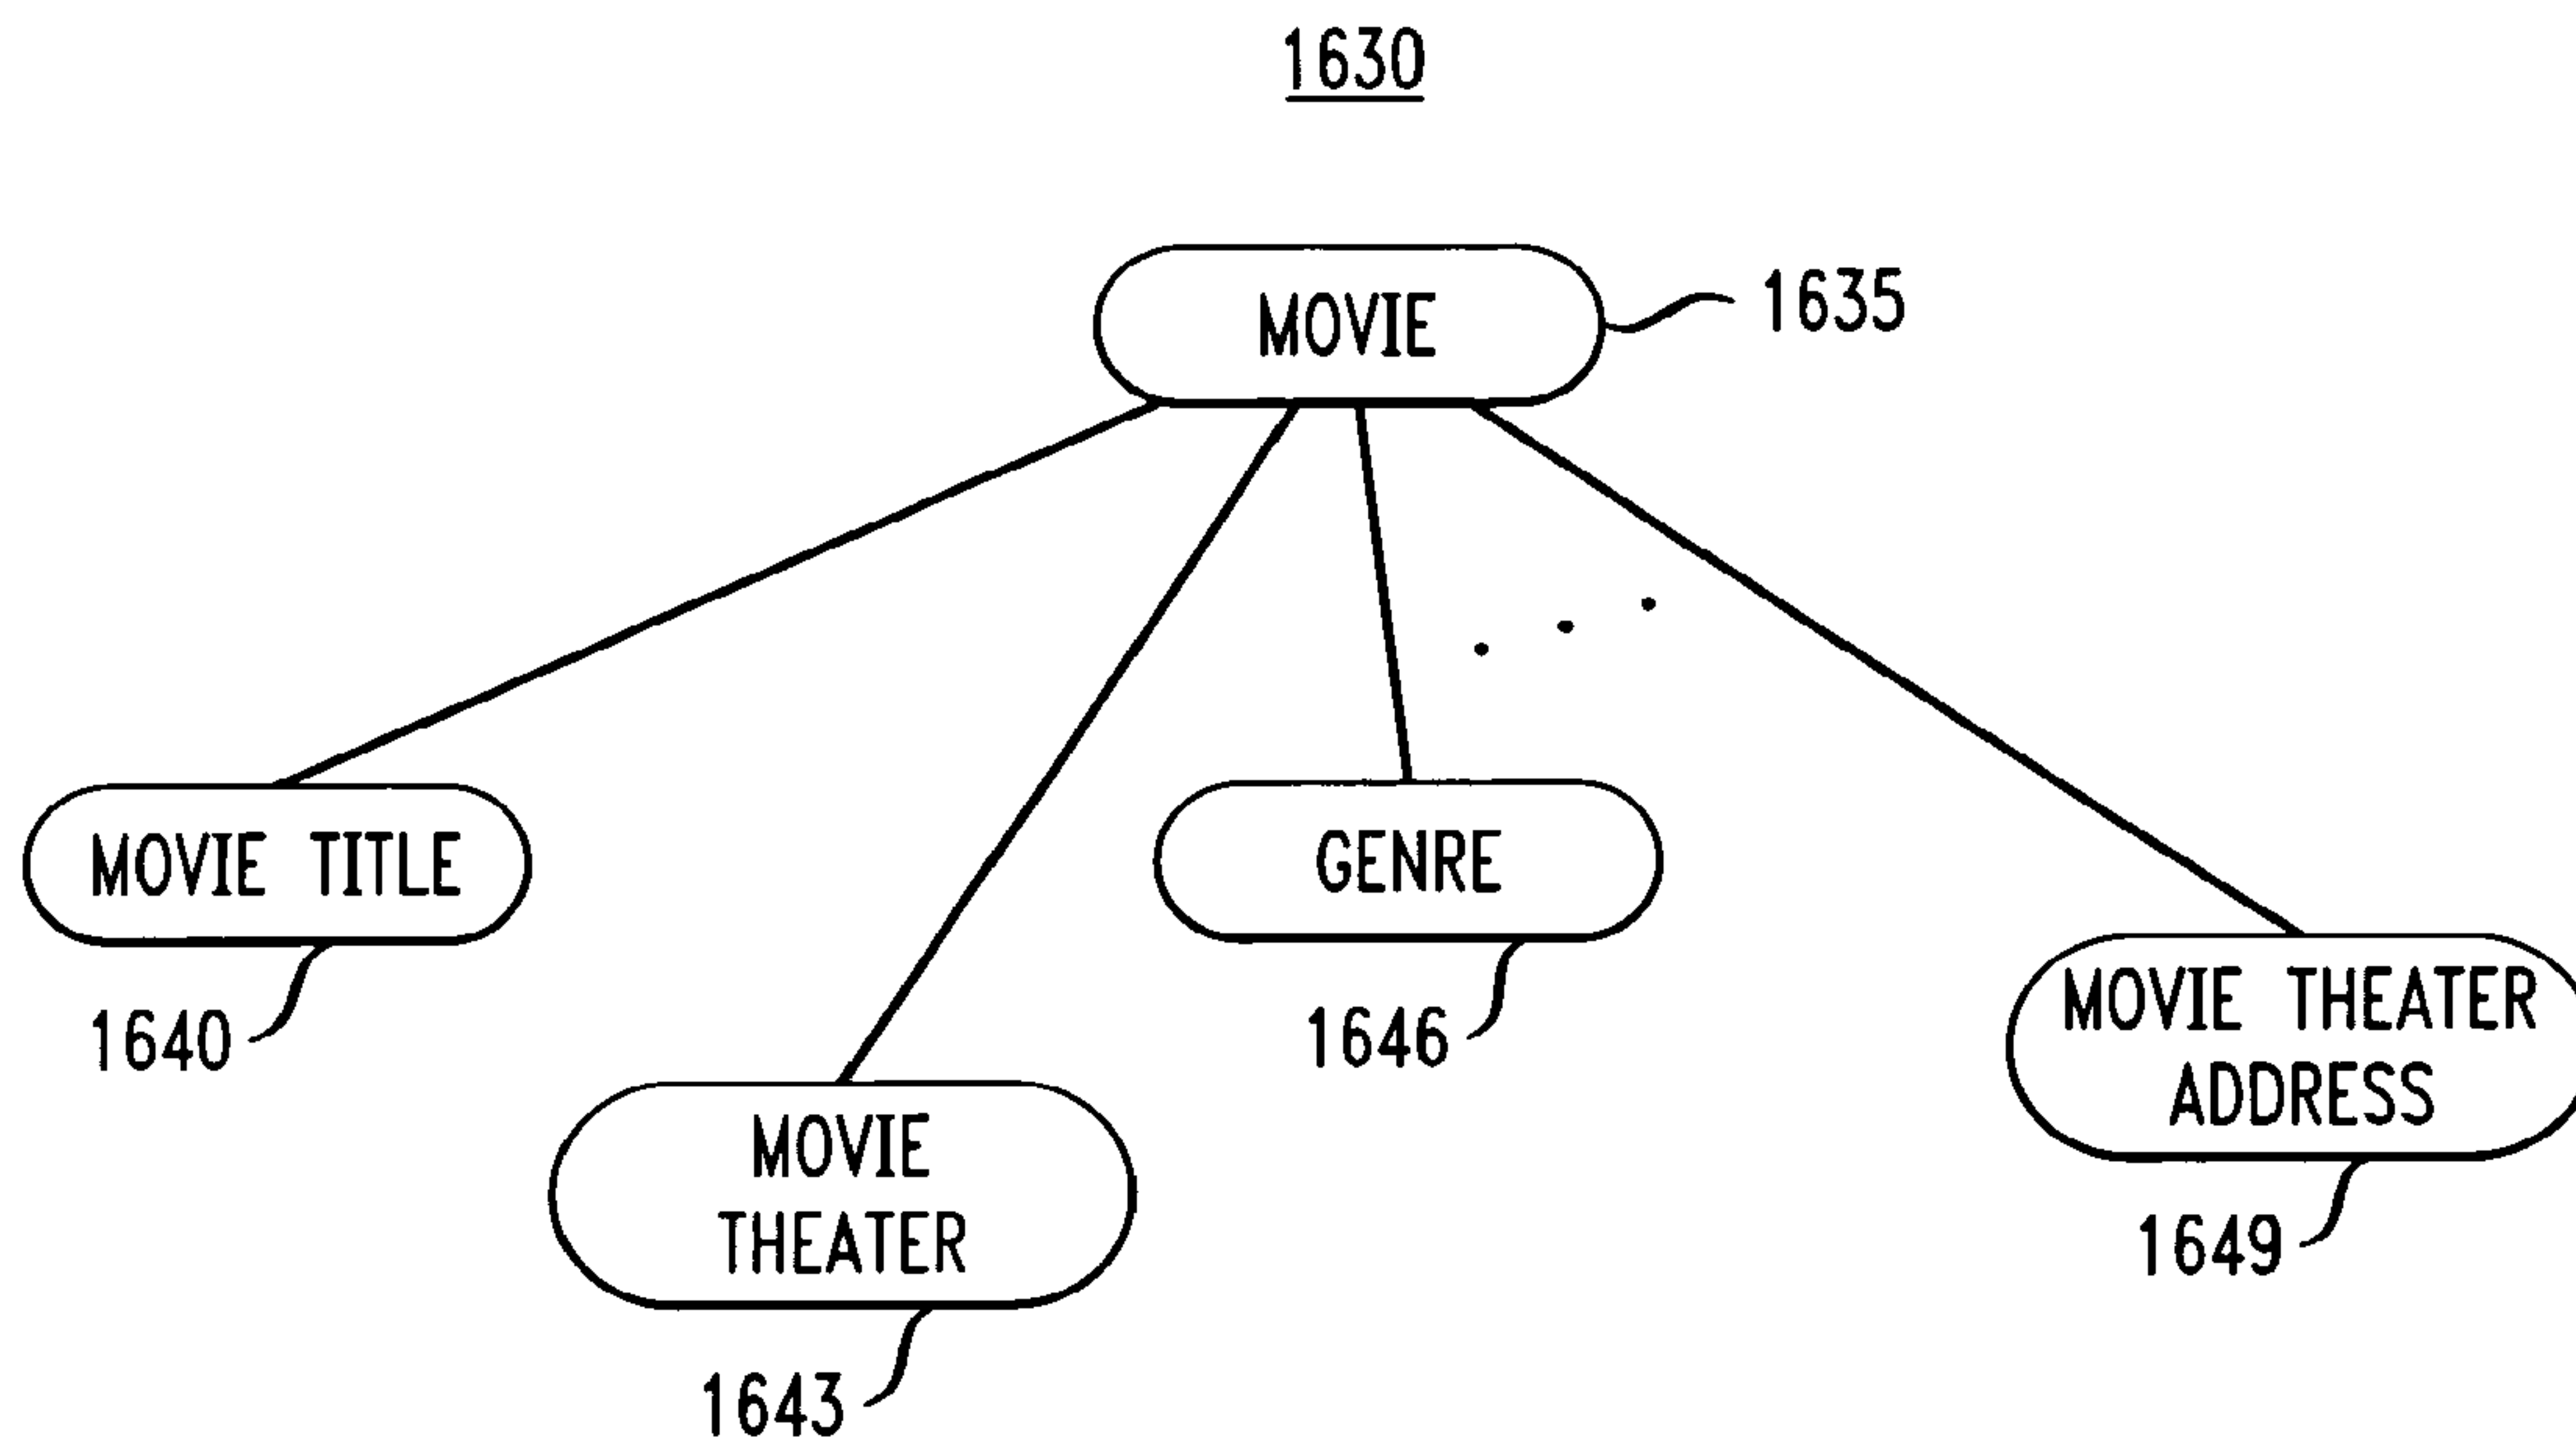 1630
MOVIE
1635
MOVIE TITLE
GENRE
MOVIE THEATER
ADDRESS
1640
1646
MOVIE
THEATER
1649
1643